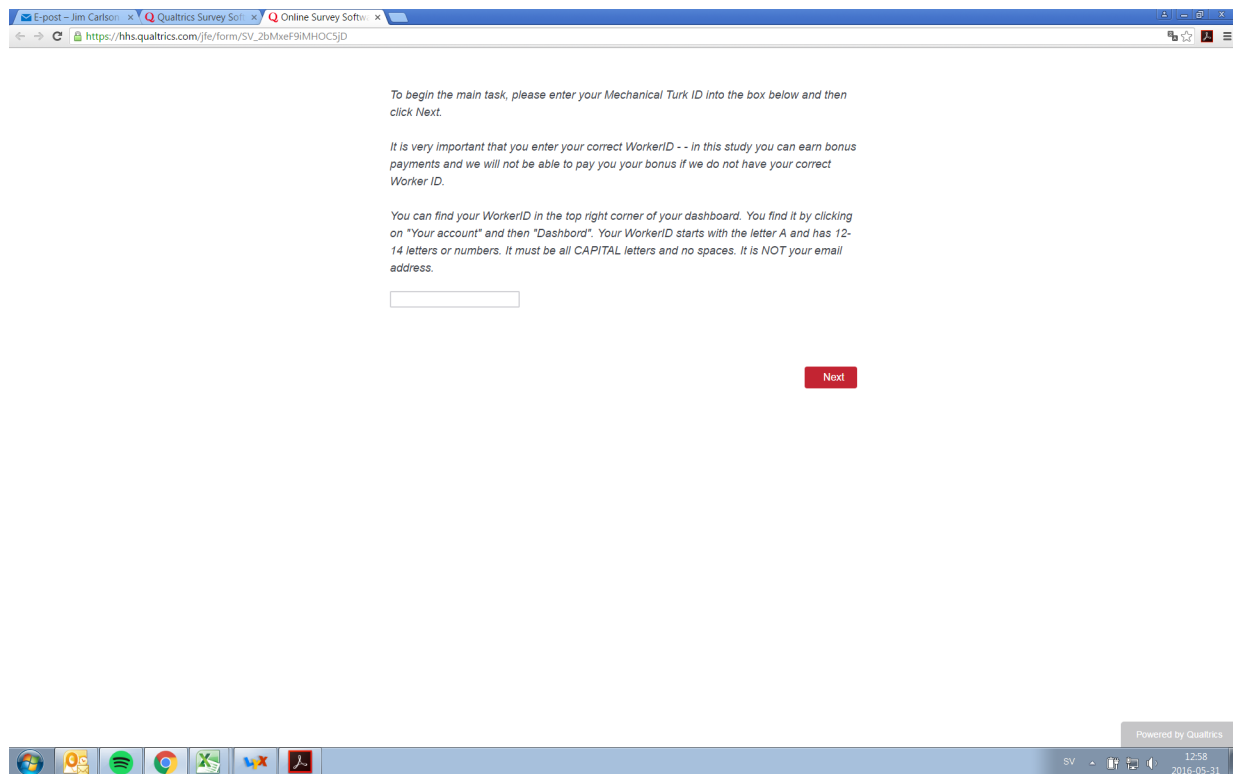 E-post – Jim Carlson
Qualtrics Survey Soft
Online Survey Softwa
https://hhs.qualtrics.com/jfe/form/SV_2bMxeF9iMHOC5jD
To begin the main task, please enter your Mechanical Turk ID into the box below and then
click Next.
It is very important that you enter your correct WorkerID - - in this study you can earn bonus
payments and we will not be able to pay you your bonus if we do not have your correct
Worker ID.
You can find your WorkerID in the top right corner of your dashboard. You find it by clicking
on "Your account" and then "Dashbord". Your WorkerID starts with the letter A and has 12-
14 letters or numbers. It must be all CAPITAL letters and no spaces. It is NOT your email
address.
Next
Powered by Qualtrics
SV
12:58
2016-05-31